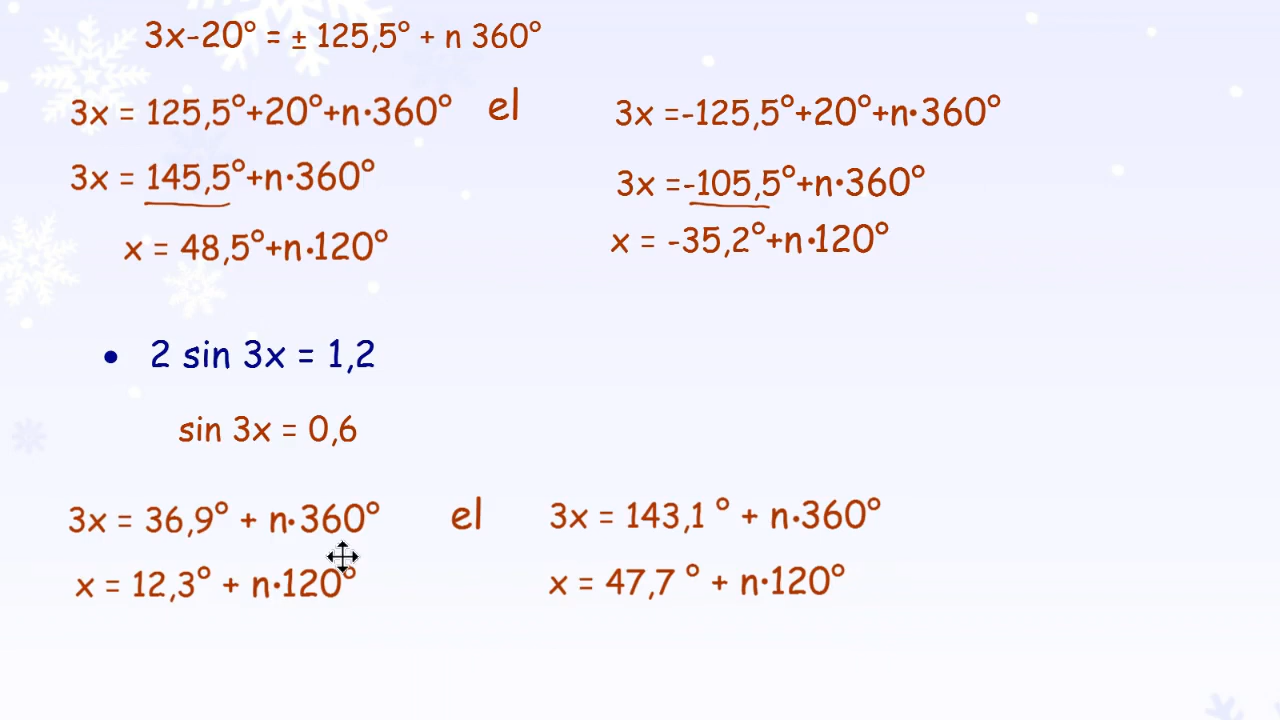 3x-20° = ± 125,5° + n 360°
3x = 125,5°+20°+n·360° el 3x =-125,5°+20°+n·360°
3x = 145,5°+n·360° 3x =-105,5°+n·360°
x = 48,5°+n·120° x = -35,2°+n·120°
• 2 sin 3x = 1,2
sin 3x = 0,6
3x = 36,9° + n·360° el 3x = 143,1 ° + n·360°
x = 12,3° + n·120° x = 47,7 ° + n·120°